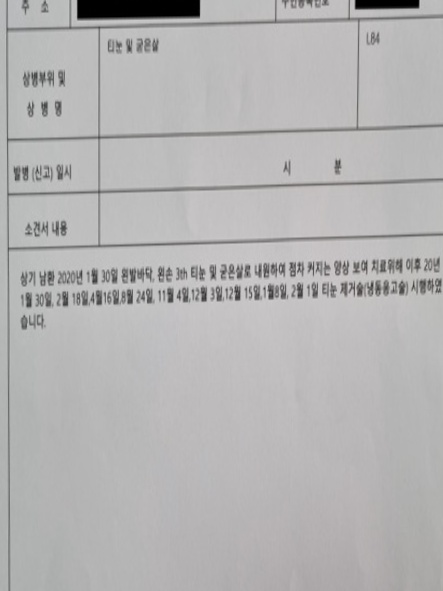 주 소
주민등록번호
상병부위 및
상 병 명
티눈 및 굳은살
L84
발병 (신고) 일시
시 분
소견서 내용
상기 남환 2020년 1월 30일 왼발바닥, 왼손 3th 티눈 및 굳은살로 내원하여 점차 커지는 양상 보여 치료위해 이후 20년
1월 30일, 2월 18일,4월16일,8월 24일, 11월 4일,12월 3일,12월 15일,1월8일, 2월 1일 티눈 제거술(냉동응고술) 시행하였
습니다.